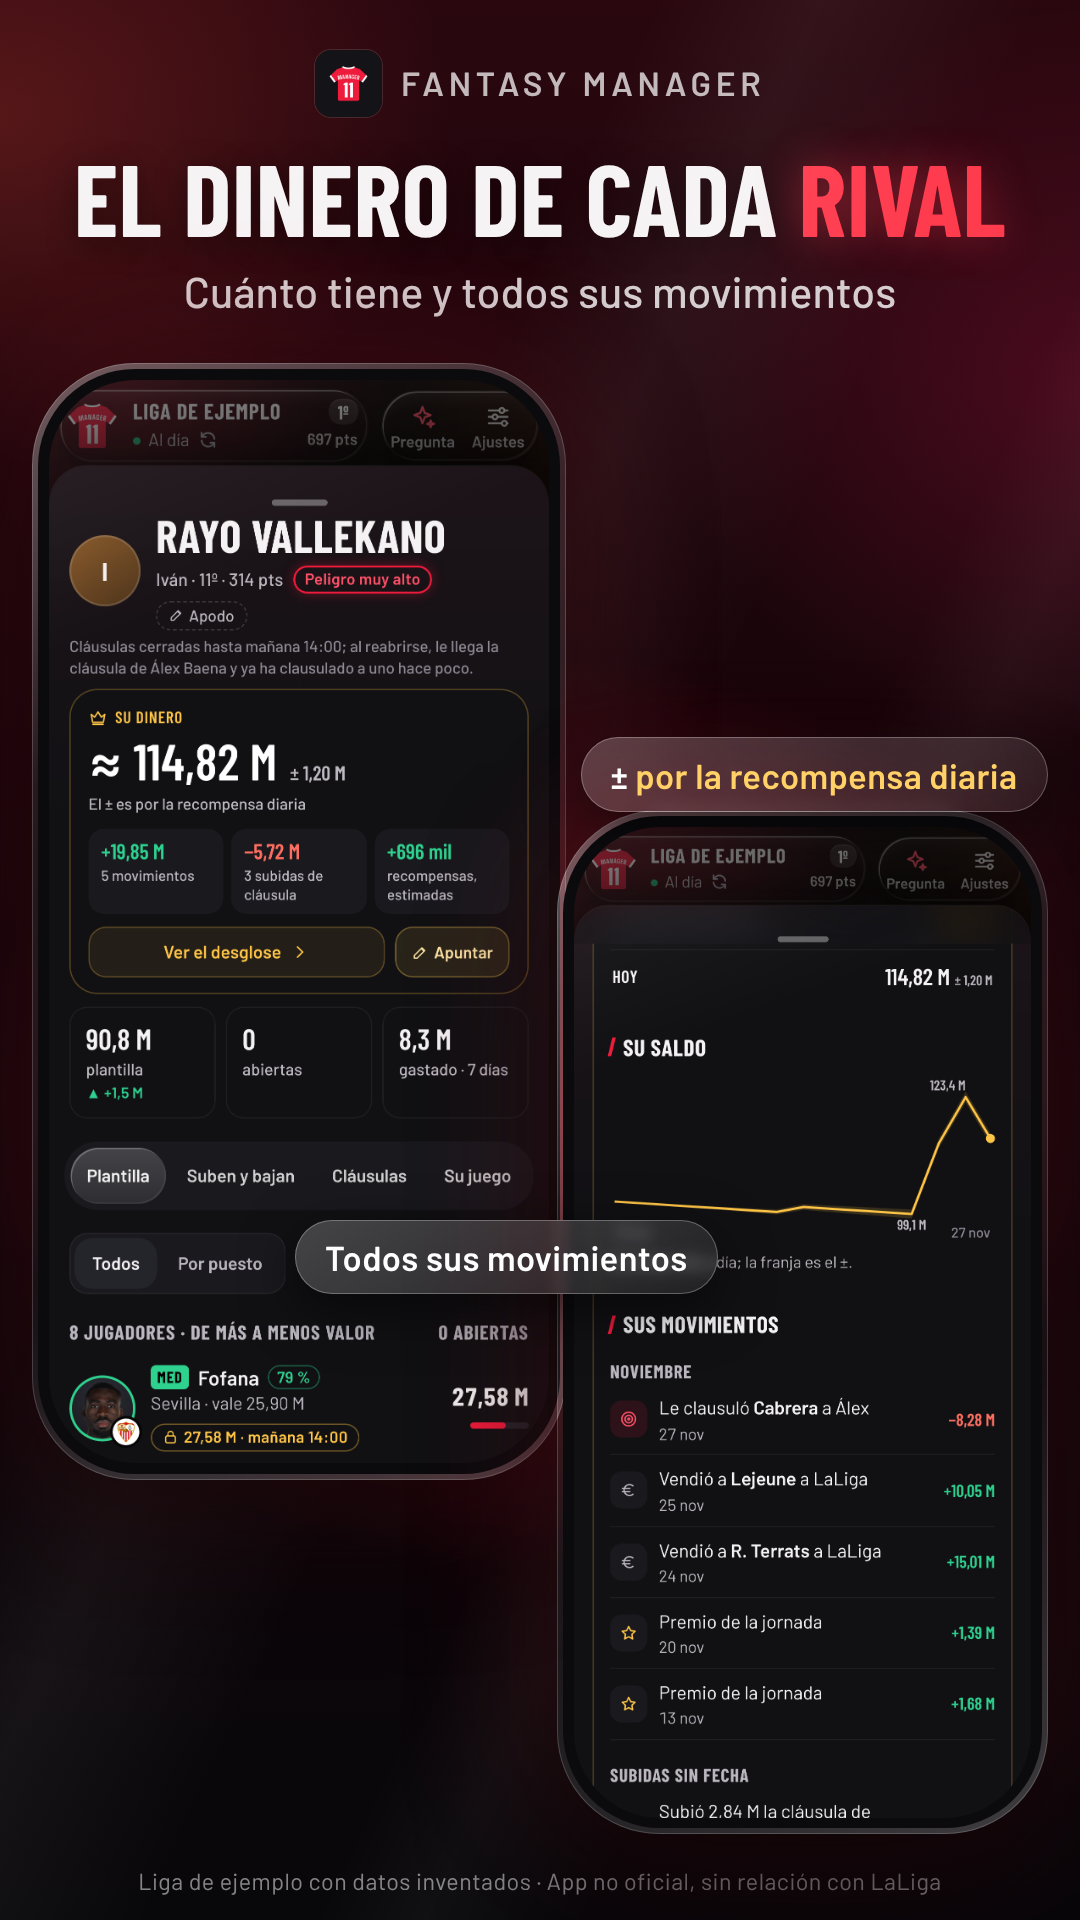 MANAGER
11
FANTASY MANAGER
EL DINERO DE CADA RIVAL
Cuánto tiene y todos sus movimientos
MANAGER
11
LIGA DE EJEMPLO
1º
Al día
697 pts
Pregunta
Ajustes
I
RAYO VALLEKANO
Iván · 11º · 314 pts
Peligro muy alto
Apodo
Cláusulas cerradas hasta mañana 14:00; al reabrirse, le llega la
cláusula de Álex Baena y ya ha clausulado a uno hace poco.
SU DINERO
≈ 114,82 M ± 1,20 M
El ± es por la recompensa diaria
+19,85 M
5 movimientos
−5,72 M
3 subidas de
cláusula
+696 mil
recompensas,
estimadas
Ver el desglose
Apuntar
90,8 M
plantilla
▲ +1,5 M
0
abiertas
8,3 M
gastado · 7 días
Plantilla
Suben y bajan
Cláusulas
Su juego
Todos
Por puesto
Todos sus movimientos
8 JUGADORES · DE MÁS A MENOS VALOR
0 ABIERTAS
MED Fofana 79 %
Sevilla · vale 25,90 M
27,58 M · mañana 14:00
27,58 M
± por la recompensa diaria
MANAGER
11
LIGA DE EJEMPLO
1º
Al día
697 pts
Pregunta
Ajustes
HOY
114,82 M ± 1,20 M
/ SU SALDO
123,4 M
99,1 M
27 nov
día; la franja es el ±.
/ SUS MOVIMIENTOS
NOVIEMBRE
Le clausuló Cabrera a Álex
27 nov
−8,28 M
€
Vendió a Lejeune a LaLiga
25 nov
+10,05 M
€
Vendió a R. Terrats a LaLiga
24 nov
+15,01 M
Premio de la jornada
20 nov
+1,39 M
Premio de la jornada
13 nov
+1,68 M
SUBIDAS SIN FECHA
Subió 2.84 M la cláusula de
Liga de ejemplo con datos inventados · App no oficial, sin relación con LaLiga